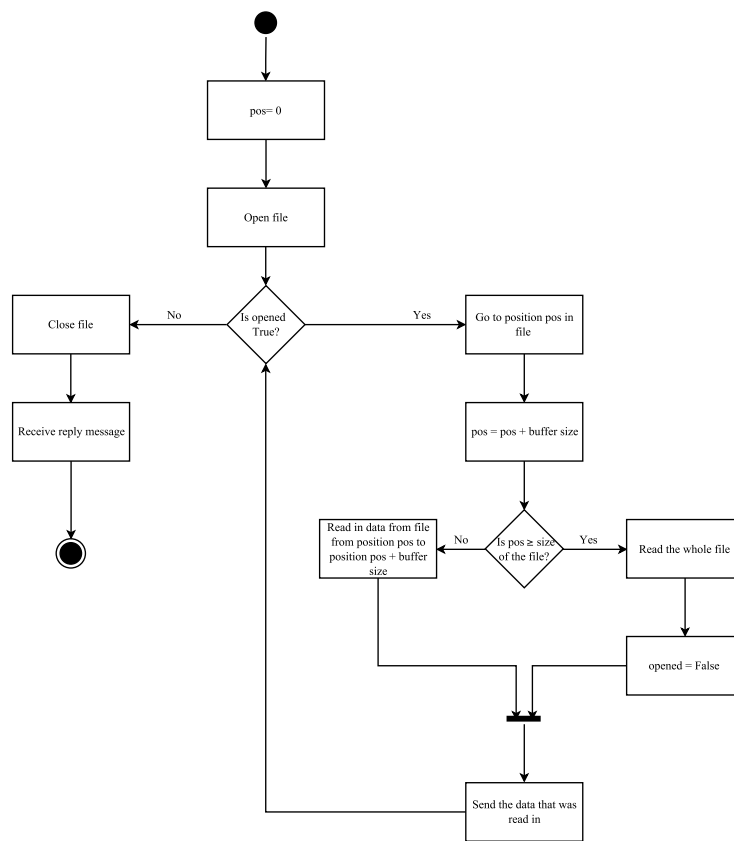 pos= 0
Open file
Is opened
True?
No
Yes
Close file
Go to position pos in
file
Receive reply message
pos = pos + buffer size
Read in data from file
from position pos to
position pos + buffer
size
No
Is pos ≥ size
of the file?
Yes
Read the whole file
opened = False
Send the data that was
read in